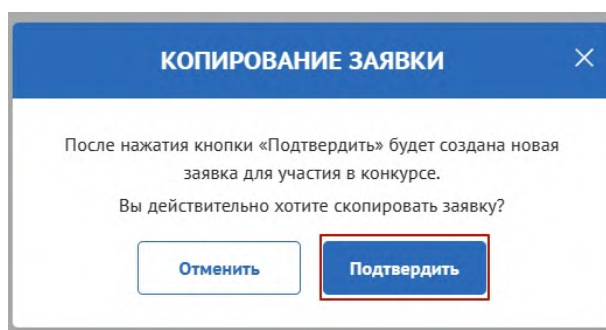 КОПИРОВАНИЕ ЗАЯВКИ
После нажатия кнопки «Подтвердить» будет создана новая
заявка для участия в конкурсе.
Вы действительно хотите скопировать заявку?
Отменить
Подтвердить